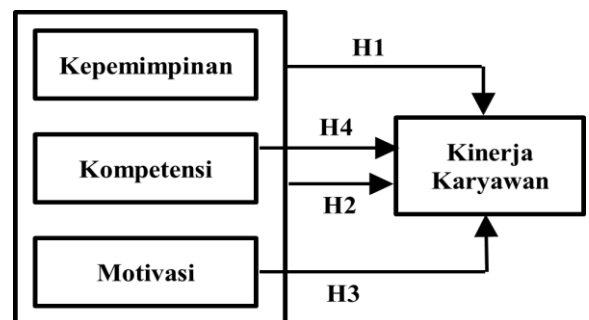 Kepemimpinan
H1
H4
Kompetensi
Kinerja
Karyawan
H2
Motivasi
H3